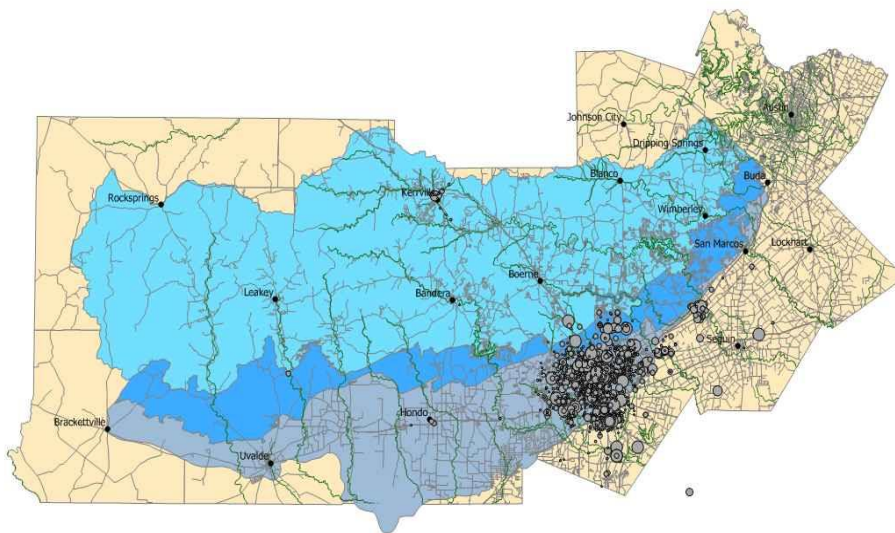 Austin
Johnson City
Dripping Springs
Blanco
Buda
Kerrville
Rocksprings
Wimberley
San Marcos
Lockhart
Boerne
Leakey
Bandera
Seguin
Hondo
Brackettville
Uvalde